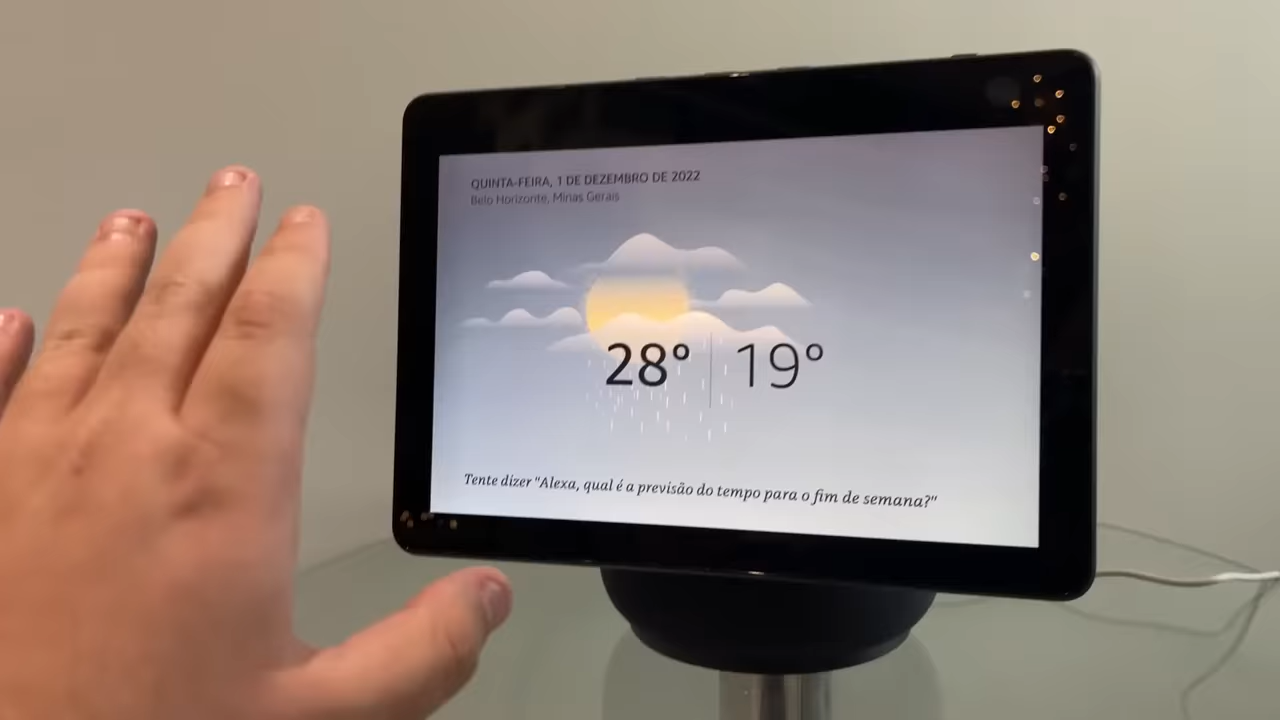 QUINTA-FEIRA, 1 DE DEZEMBRO DE 2022
Belo Horizonte, Minas Gerais
28° 19°
Tente dizer "Alexa, qual é a previsão do tempo para o fim de semana?"